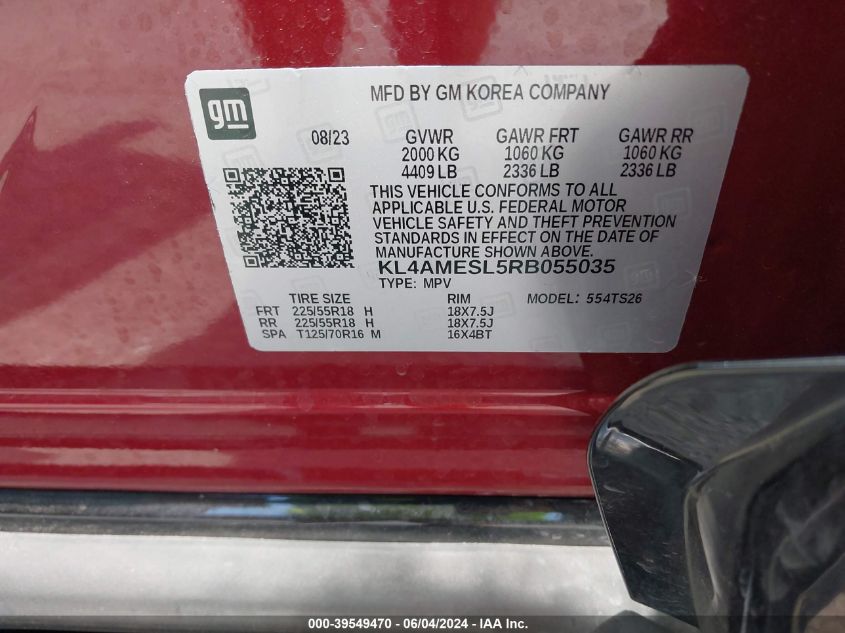 gm
MFD BY GM KOREA COMPANY
08/23 GVWR GAWR FRT GAWR RR
2000 KG 1060 KG 1060 KG
4409 LB 2336 LB 2336 LB
THIS VEHICLE CONFORMS TO ALL
APPLICABLE U.S. FEDERAL MOTOR
VEHICLE SAFETY AND THEFT PREVENTION
STANDARDS IN EFFECT ON THE DATE OF
MANUFACTURE SHOWN ABOVE.
KL4AMESL5RB055035
TYPE: MPV
TIRE SIZE RIM MODEL: 554TS26
FRT 225/55R18 H 18X7.5J
RR 225/55R18 H 18X7.5J
SPA T125/70R16 M 16X4BT
000-39549470 - 06/04/2024 - IAA Inc.